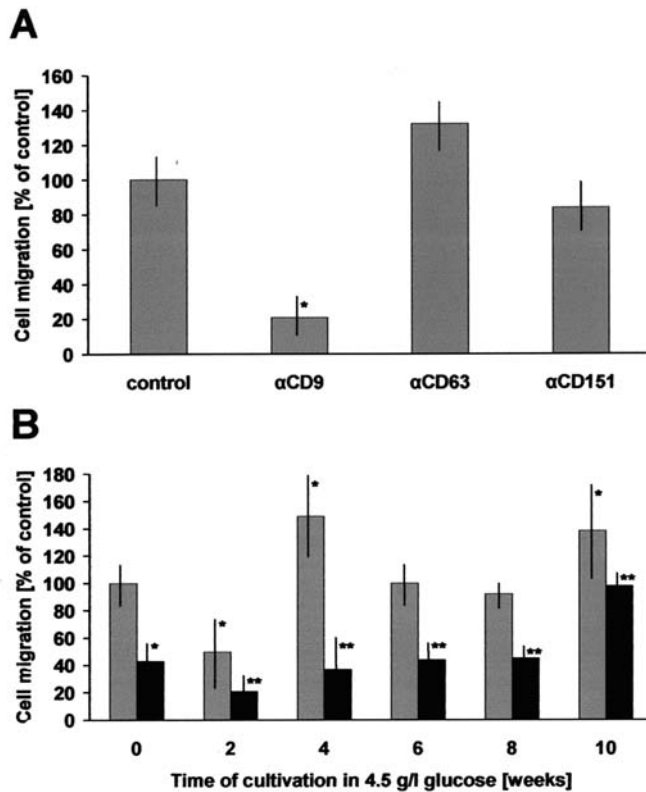 A
Cell migration [% of control]
160
140
120
100
80
60
40
20
0
*
control αCD9 αCD63 αCD151
B
Cell migration [% of control]
180
160
140
120
100
80
60
40
20
0
* * ** * ** ** ** * **
0 2 4 6 8 10
Time of cultivation in 4.5 g/l glucose [weeks]